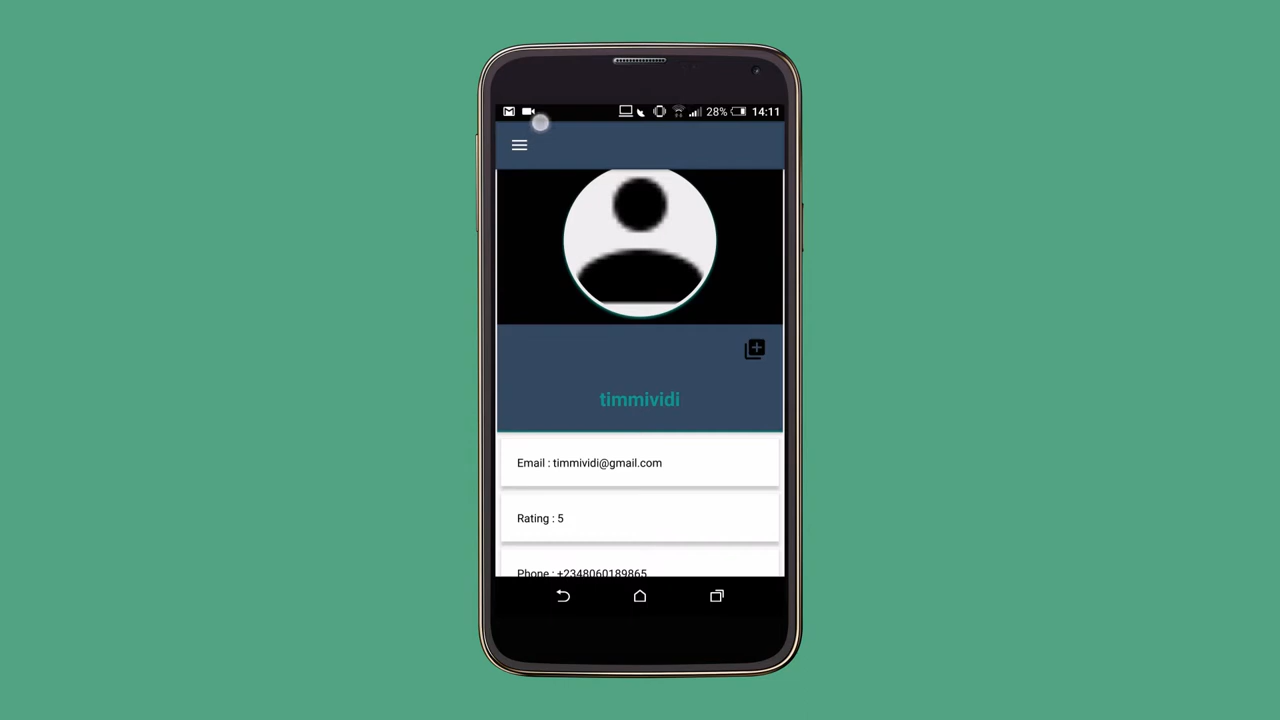 28% 14:11
timmividi
Email : timmividi@gmail.com
Rating : 5
Phone : +2348060189865